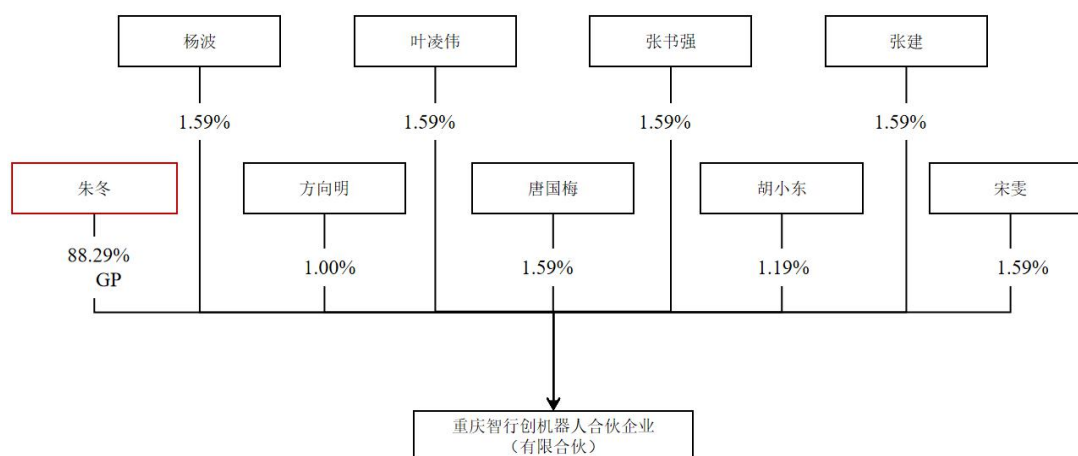 杨波
叶凌伟
张书强
张建
1.59%
1.59%
1.59%
1.59%
朱冬
方向明
唐国梅
胡小东
宋雯
88.29%
GP
1.00%
1.59%
1.19%
1.59%
重庆智行创机器人合伙企业
（有限合伙）